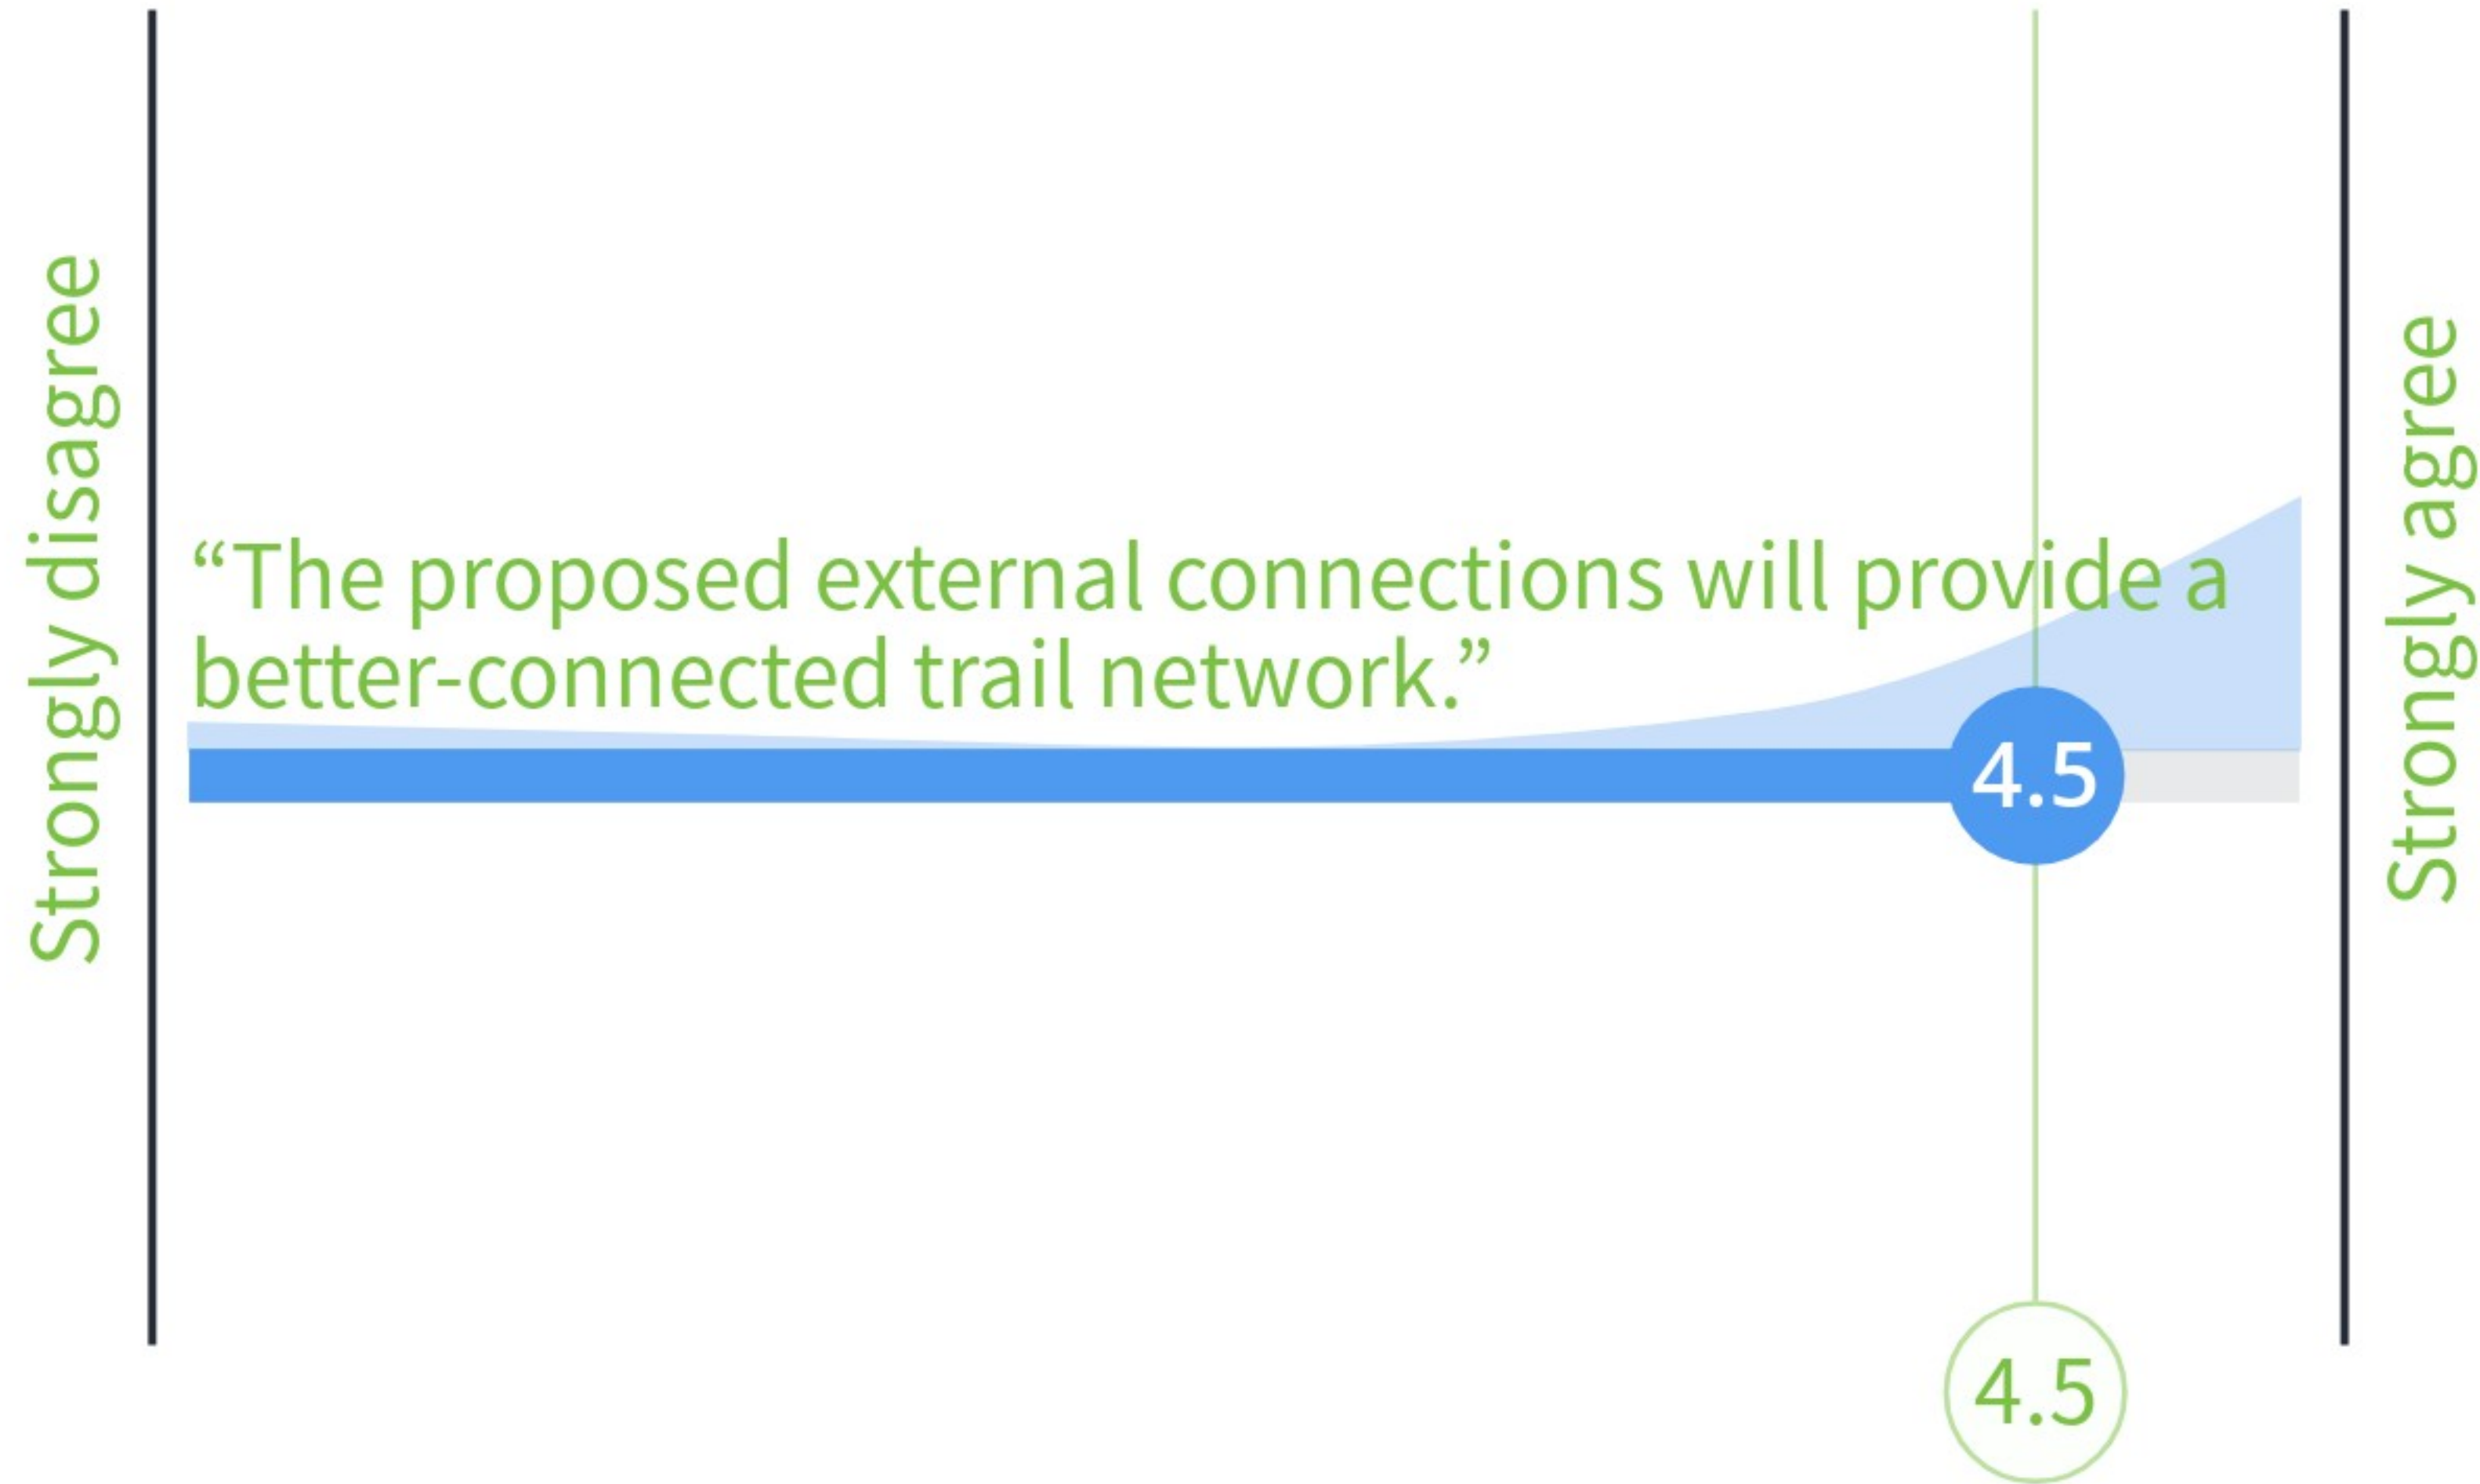 Strongly disagree
“The proposed external connections will provide a
better-connected trail network.”
4.5
4.5
Strongly agree